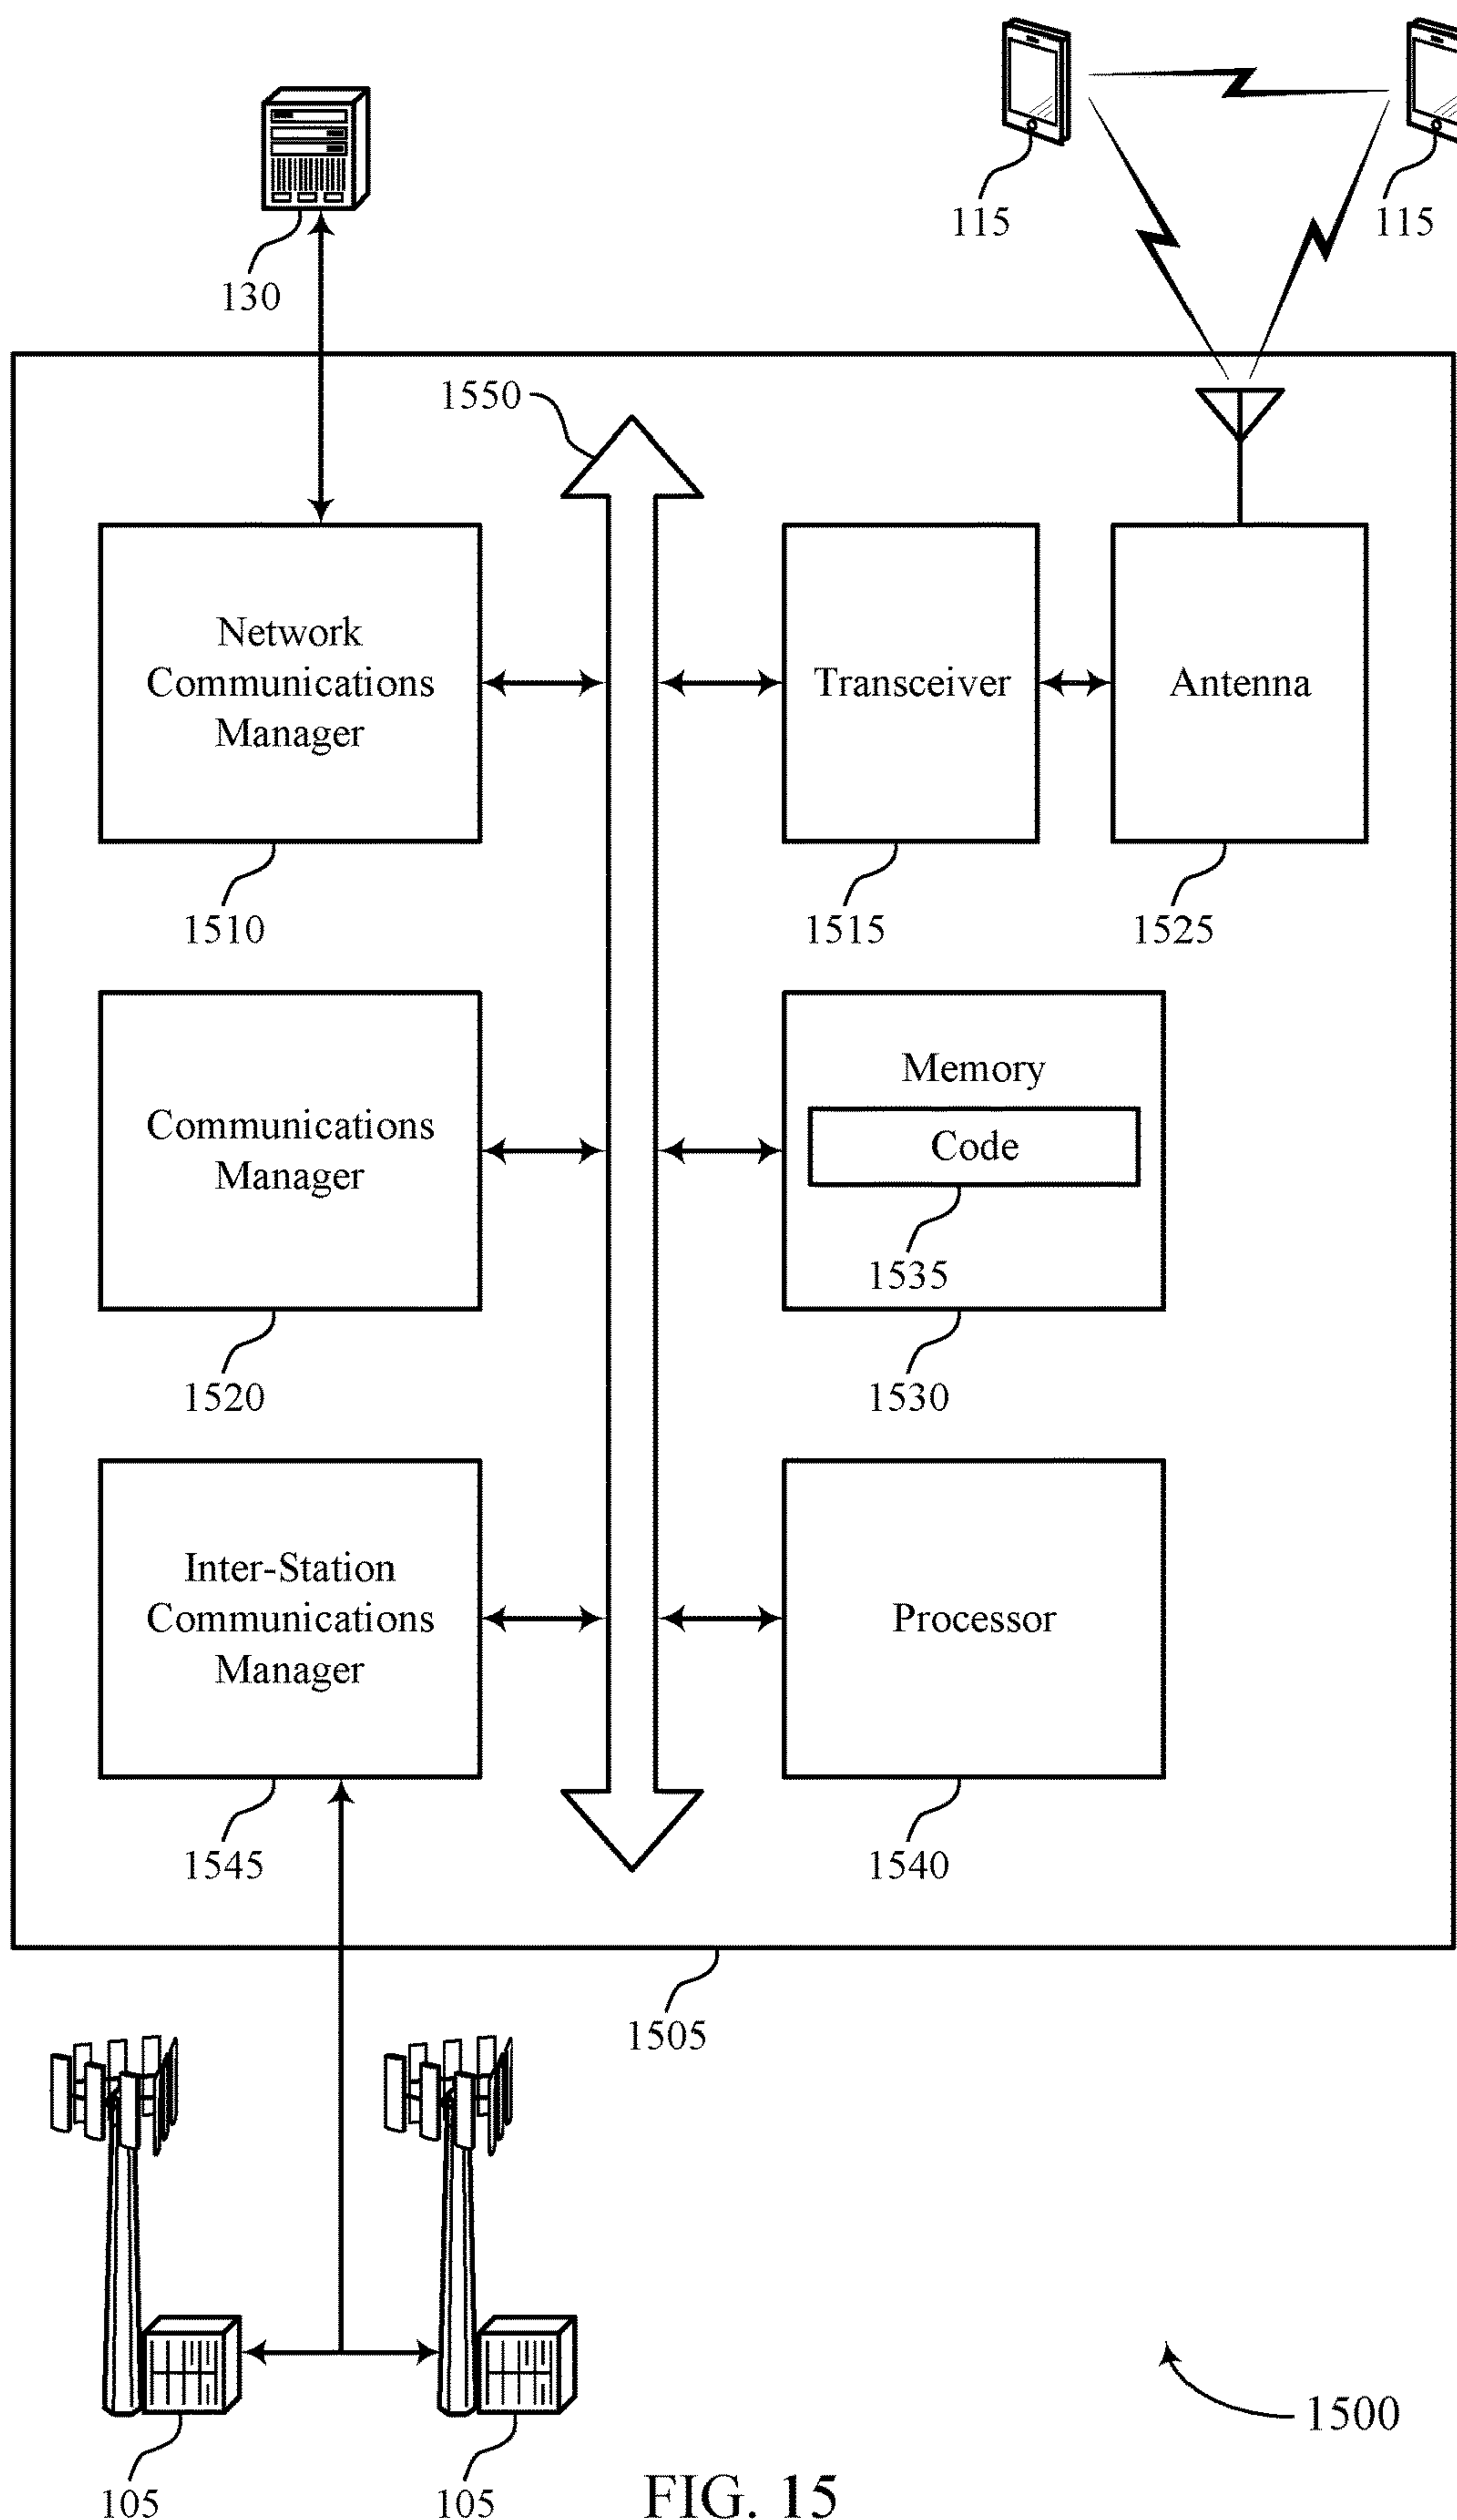 115
115
130
1550
Network
Communications
Manager
Transceiver
Antenna
1510
1515
1525
Communications
Manager
Memory
Code
1535
1520
1530
Inter-Station
Communications
Manager
Processor
1545
1540
1505
1500
105
105
FIG. 15